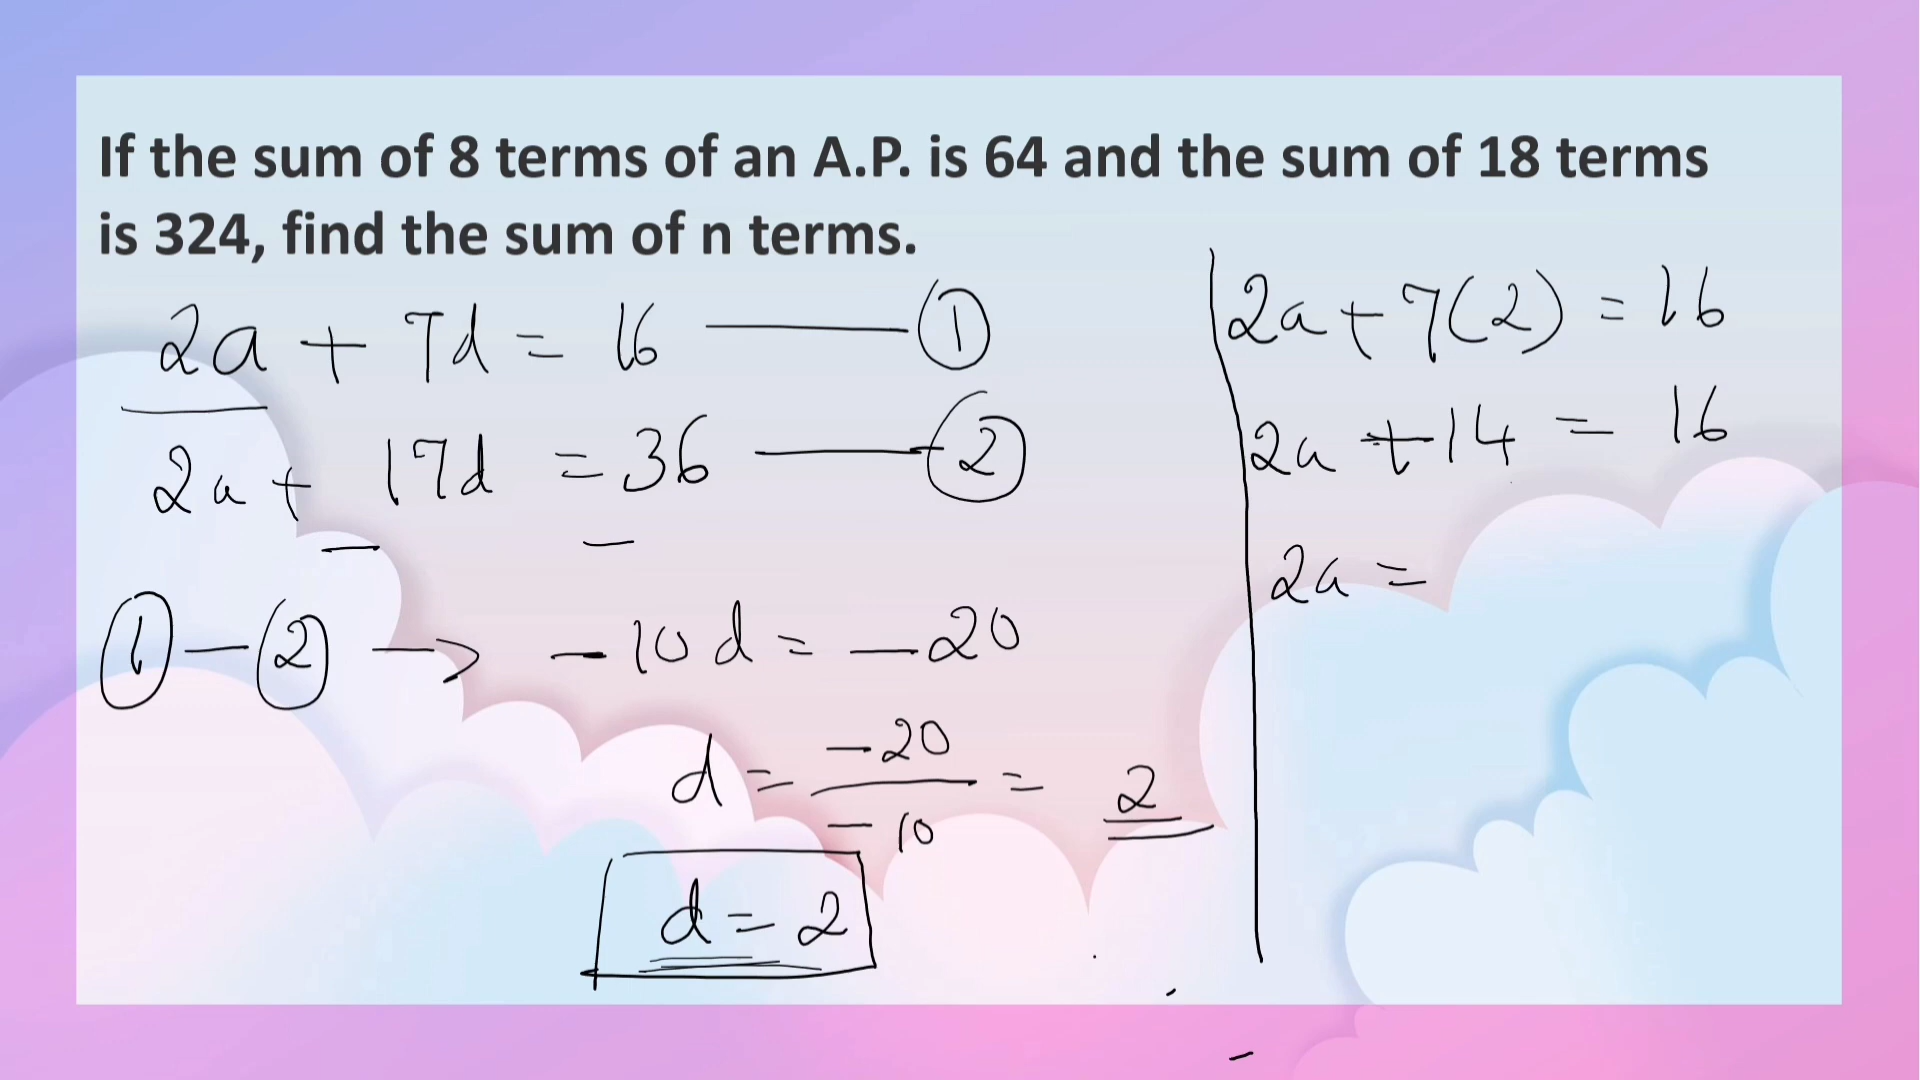 If the sum of 8 terms of an A.P. is 64 and the sum of 18 terms
is 324, find the sum of n terms.
2a + 7d = 16 — ①
2a + 17d = 36 — ②
① — ② → -10d = -20
d = -20/-10 = 2
d = 2
2a + 7(2) = 16
2a + 14 = 16
2a =